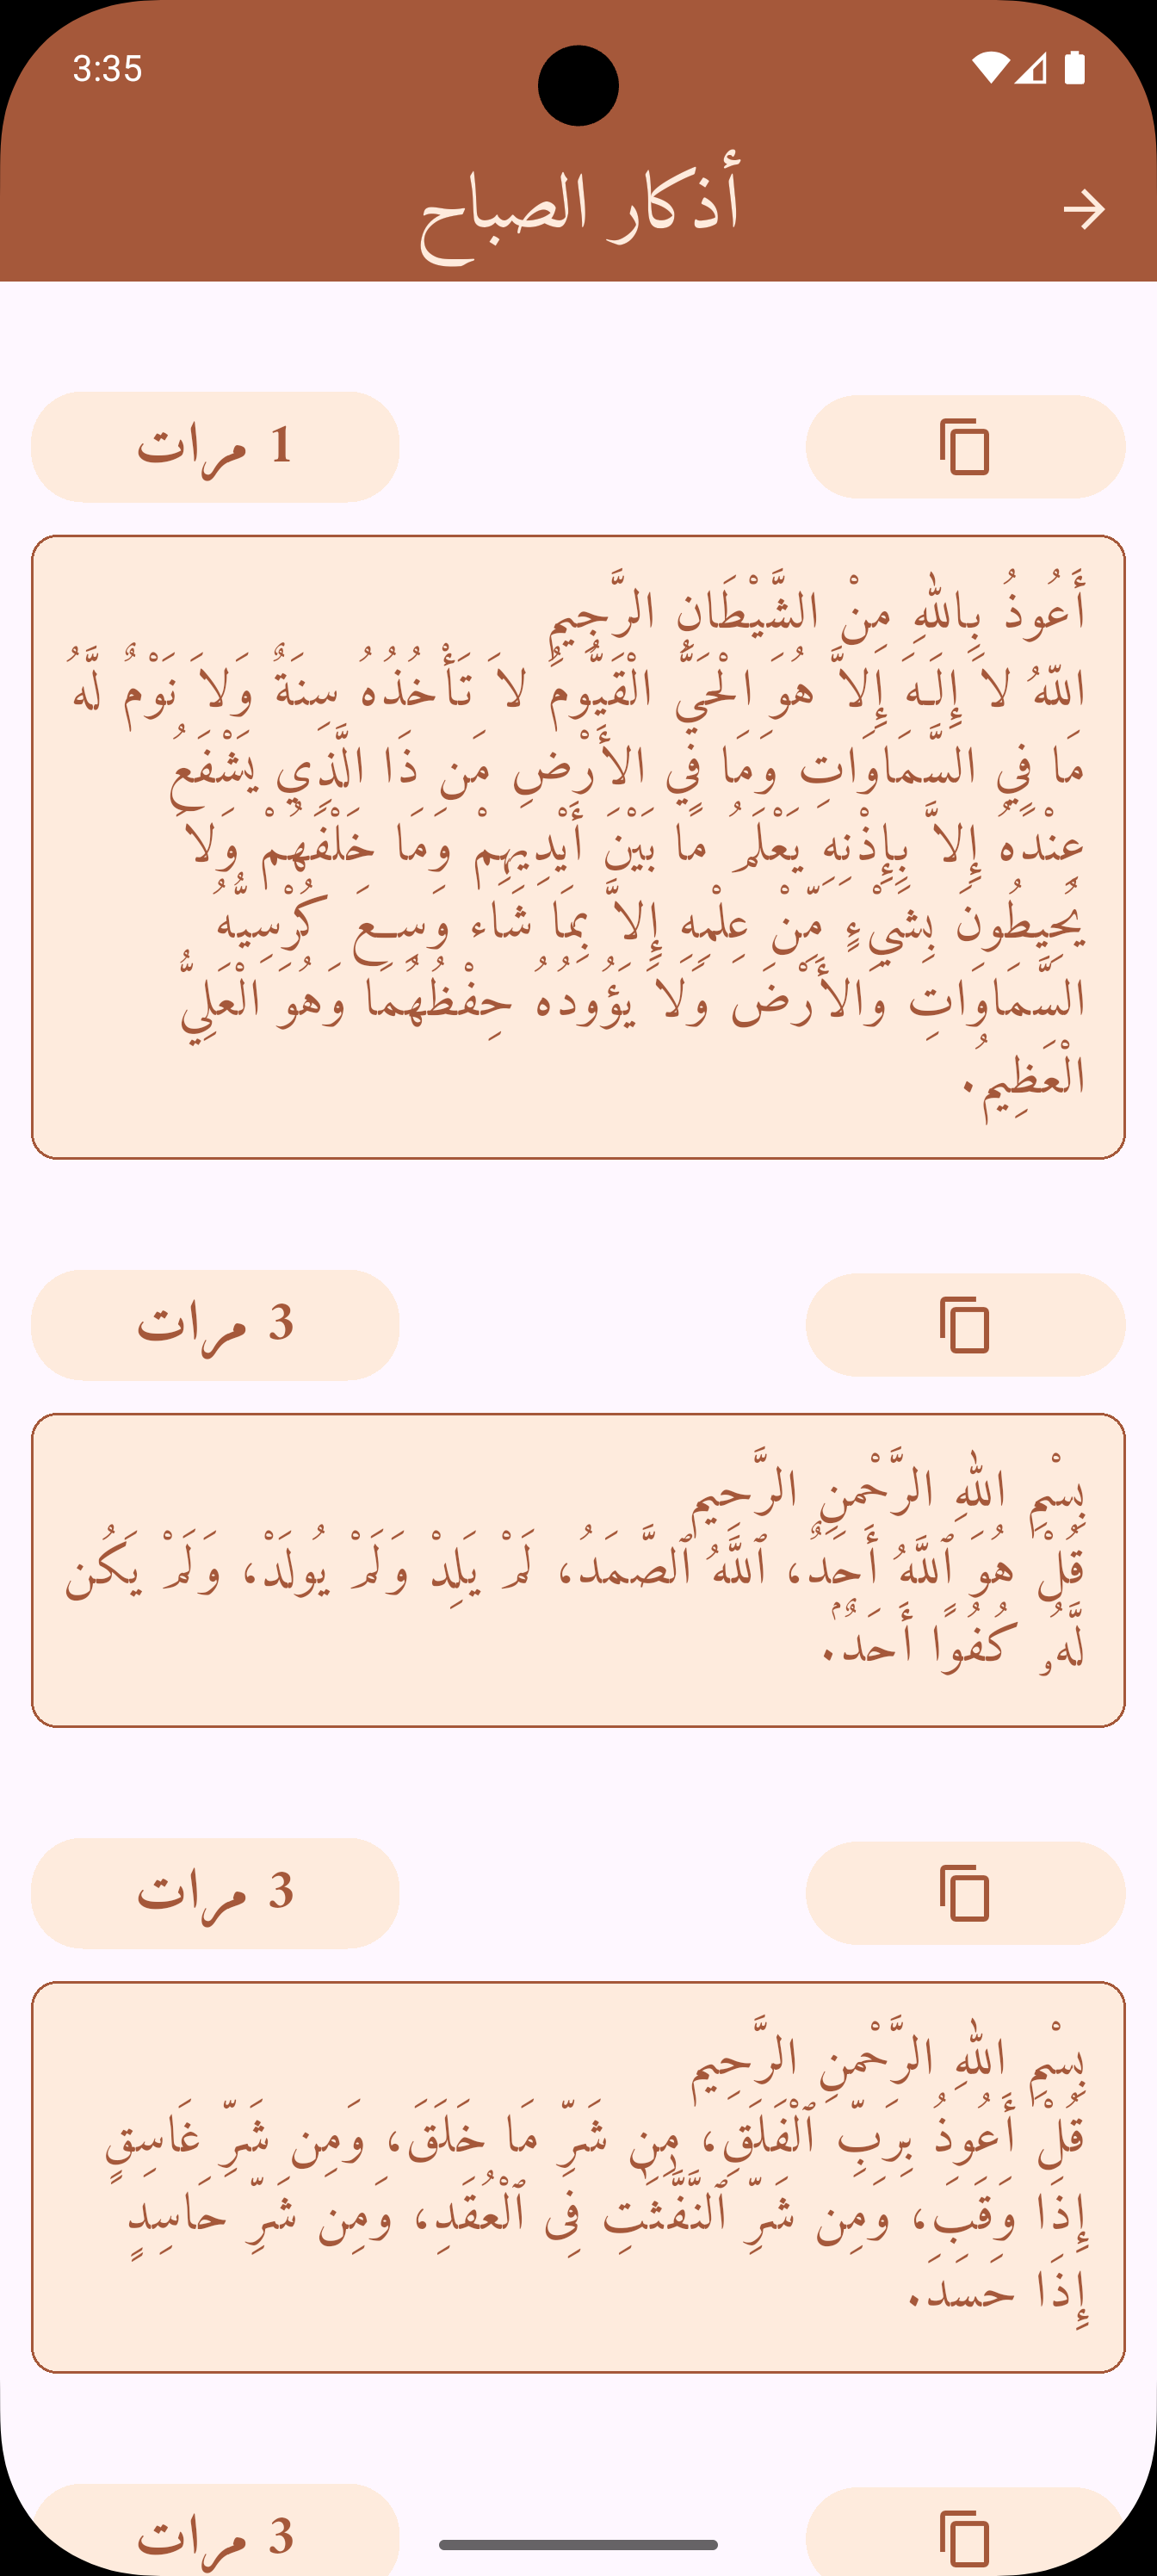 3:35
أذكار الصباح
1 مرات
أَعُوذُ بِاللهِ مِنْ الشَّيْطَانِ الرَّجِيمِ
اللّهُ لاَ إِلَـهَ إِلاَّ هُوَ الْحَيُّ الْقَيُّومُ لاَ تَأْخُذُهُ سِنَةٌ وَلاَ نَوْمٌ لَّهُ
مَا فِي السَّمَاوَاتِ وَمَا فِي الأَرْضِ مَن ذَا الَّذِي يَشْفَعُ
عِنْدَهُ إِلاَّ بِإِذْنِهِ يَعْلَمُ مَا بَيْنَ أَيْدِيهِمْ وَمَا خَلْفَهُمْ وَلاَ
يُحِيطُونَ بِشَيْءٍ مِّنْ عِلْمِهِ إِلاَّ بِمَا شَاء وَسِعَ كُرْسِيُّهُ
السَّمَاوَاتِ وَالأَرْضَ وَلاَ يَؤُودُهُ حِفْظُهُمَا وَهُوَ الْعَلِيُّ
الْعَظِيمُ.
3 مرات
بِسْمِ اللهِ الرَّحْمنِ الرَّحِيم
قُلْ هُوَ ٱللَّهُ أَحَدٌ، ٱللَّهُ ٱلصَّمَدُ، لَمْ يَلِدْ وَلَمْ يُولَدْ، وَلَمْ يَكُن
لَّهُۥ كُفُوًا أَحَدٌۢ.
3 مرات
بِسْمِ اللهِ الرَّحْمنِ الرَّحِيم
قُلْ أَعُوذُ بِرَبِّ ٱلْفَلَقِ، مِن شَرِّ مَا خَلَقَ، وَمِن شَرِّ غَاسِقٍ
إِذَا وَقَبَ، وَمِن شَرِّ ٱلنَّفَّٰثَٰتِ فِى ٱلْعُقَدِ، وَمِن شَرِّ حَاسِدٍ
إِذَا حَسَدَ.
3 مرات